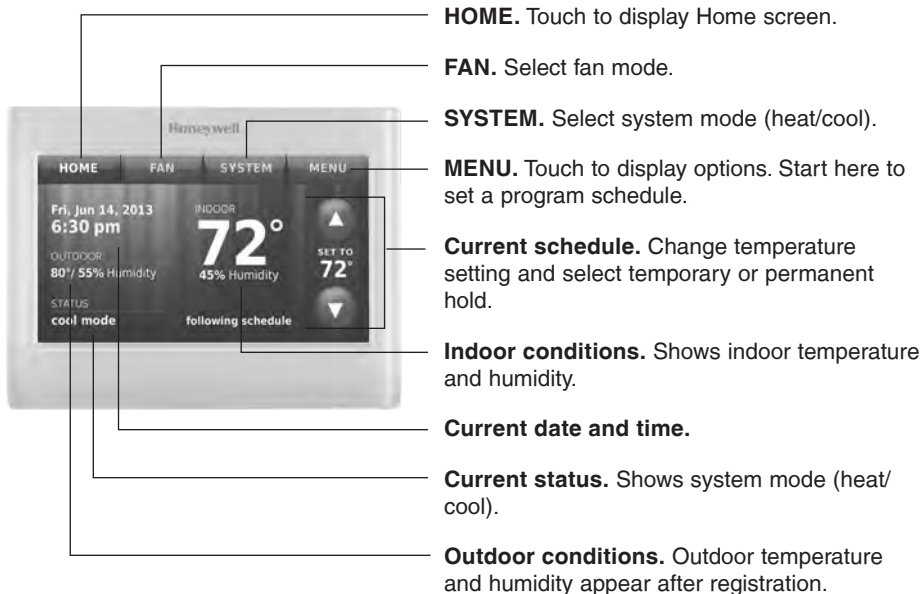 HOME. Touch to display Home screen.
FAN. Select fan mode.
SYSTEM. Select system mode (heat/cool).
MENU. Touch to display options. Start here to
set a program schedule.
Current schedule. Change temperature
setting and select temporary or permanent
hold.
Indoor conditions. Shows indoor temperature
and humidity.
Current date and time.
Current status. Shows system mode (heat/
cool).
Outdoor conditions. Outdoor temperature
and humidity appear after registration.
Honeywell
HOME FAN SYSTEM MENU
Fri, Jun 14, 2013
6:30 pm
OUTDOOR
80°/ 55% Humidity
STATUS
cool mode
INDOOR
72°
45% Humidity
following schedule
SET TO
72°